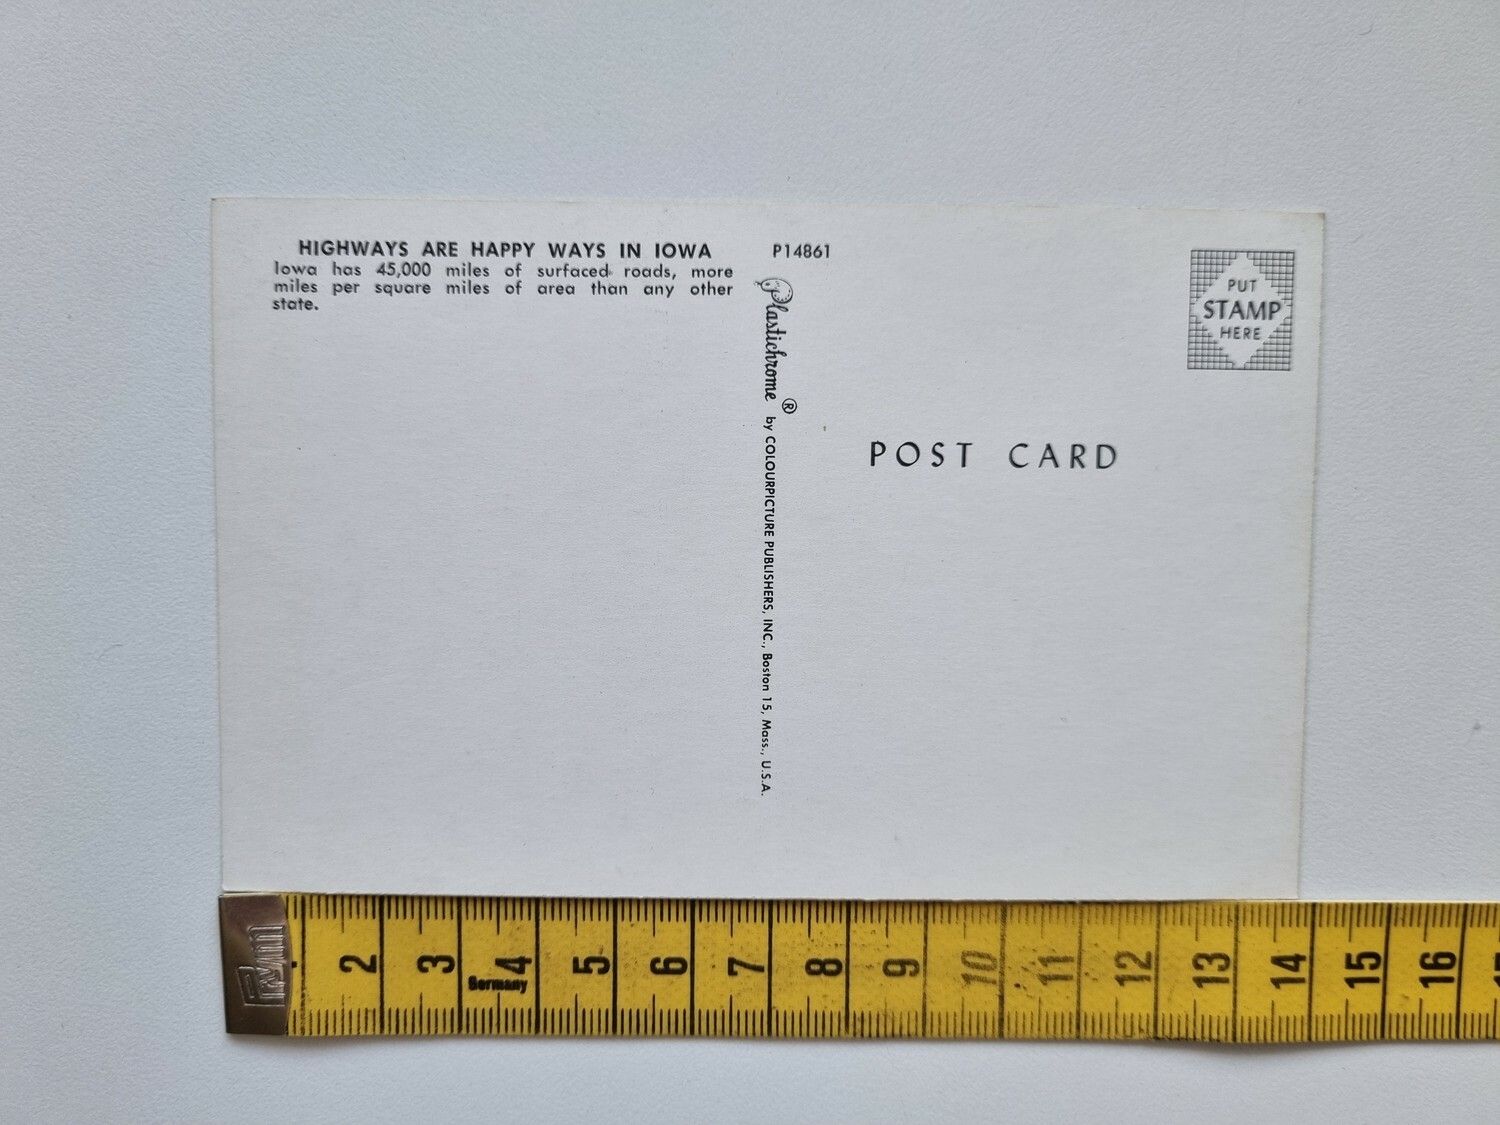 HIGHWAYS ARE HAPPY WAYS IN IOWA
Iowa has 45,000 miles of surfaced roads, more
miles per square miles of area than any other
state.
P14861
Plastichrome ® by COLOURPICTURE PUBLISHERS, INC., Boston 15, Mass., U.S.A.
PUT
STAMP
HERE
POST CARD
Prym
2 3 4 5 6 7 8 9 10 11 12 13 14 15 16
Germany